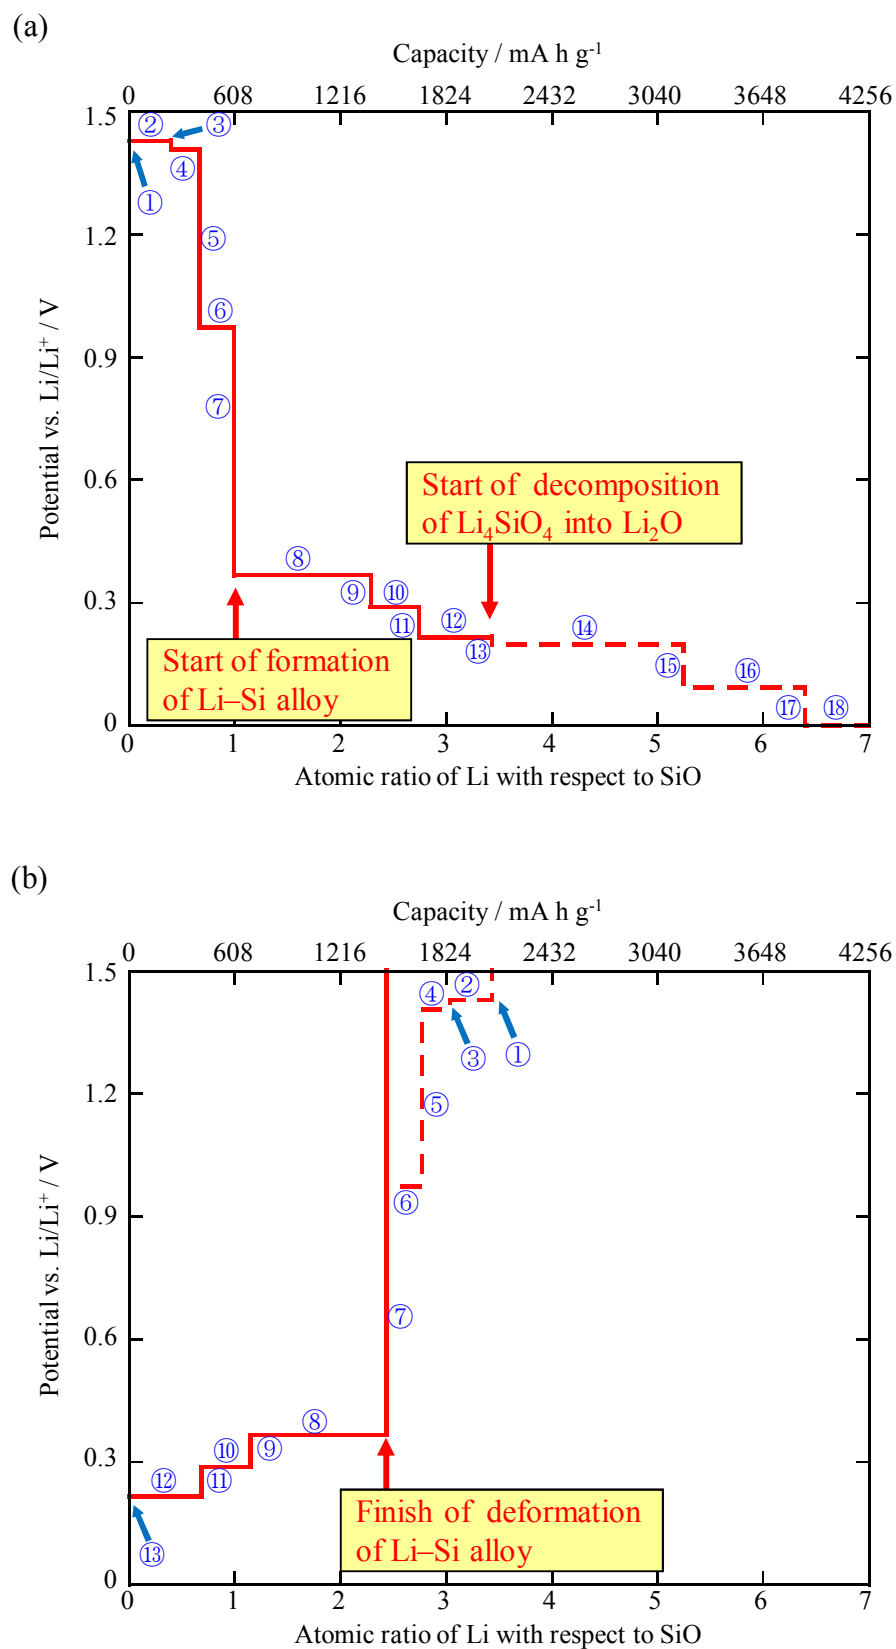 (a)
Capacity / mA h g⁻¹
0 608 1216 1824 2432 3040 3648 4256
1.5
② ③
④
①
1.2
⑤
⑥
0.9
⑦
Potential vs. Li/Li⁺ / V
0.6
Start of decomposition
of Li₄SiO₄ into Li₂O
⑧
⑨ ⑩
0.3
⑪ ⑫
⑬ ⑭
Start of formation
of Li–Si alloy
⑮ ⑯
⑰ ⑱
0
0 1 2 3 4 5 6 7
Atomic ratio of Li with respect to SiO
(b)
Capacity / mA h g⁻¹
0 608 1216 1824 2432 3040 3648 4256
1.5
④ ②
③ ①
1.2
⑤
⑥
0.9
⑦
Potential vs. Li/Li⁺ / V
0.6
⑧
⑩ ⑨
0.3
⑫ ⑪
⑬
Finish of deformation
of Li–Si alloy
0
0 1 2 3 4 5 6 7
Atomic ratio of Li with respect to SiO